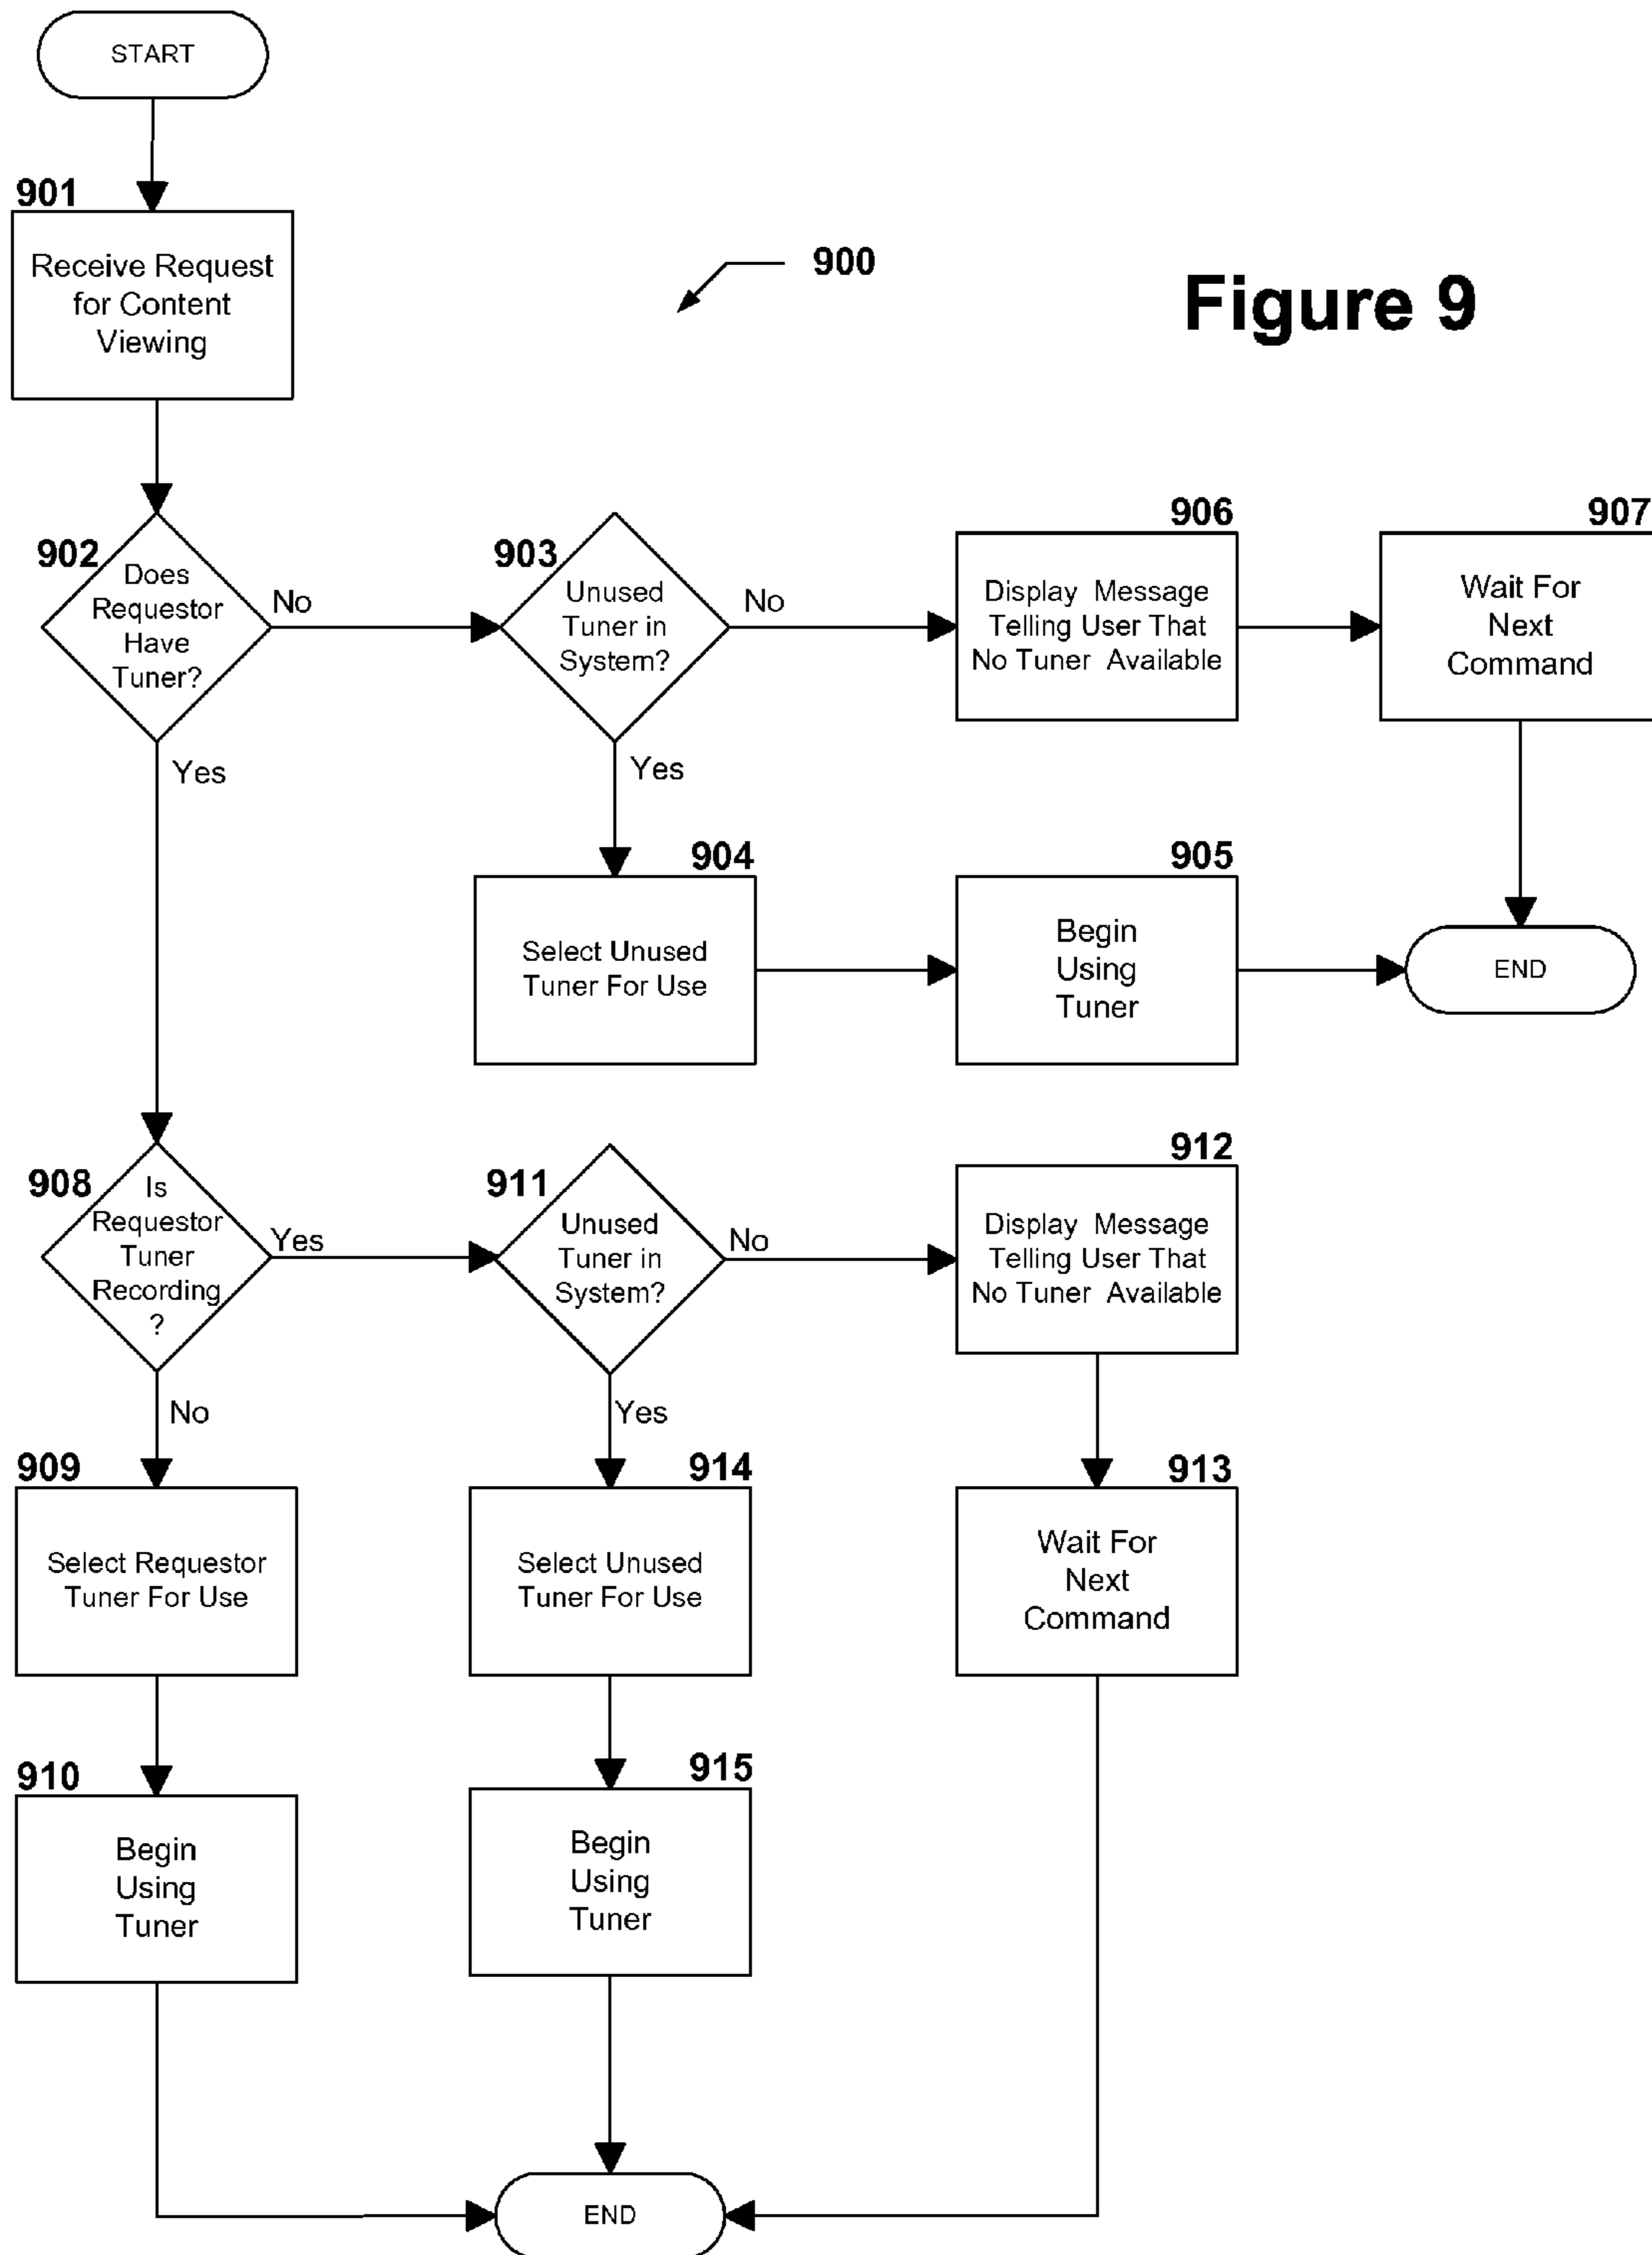 START
901
Receive Request
for Content
Viewing
900
Figure 9
902
Does
Requestor
Have
Tuner?
No
Yes
903
Unused
Tuner in
System?
No
Yes
906
Display Message
Telling User That
No Tuner Available
907
Wait For
Next
Command
904
Select Unused
Tuner For Use
905
Begin
Using
Tuner
END
908
Is
Requestor
Tuner
Recording
?
Yes
No
911
Unused
Tuner in
System?
No
Yes
912
Display Message
Telling User That
No Tuner Available
909
Select Requestor
Tuner For Use
914
Select Unused
Tuner For Use
913
Wait For
Next
Command
910
Begin
Using
Tuner
915
Begin
Using
Tuner
END